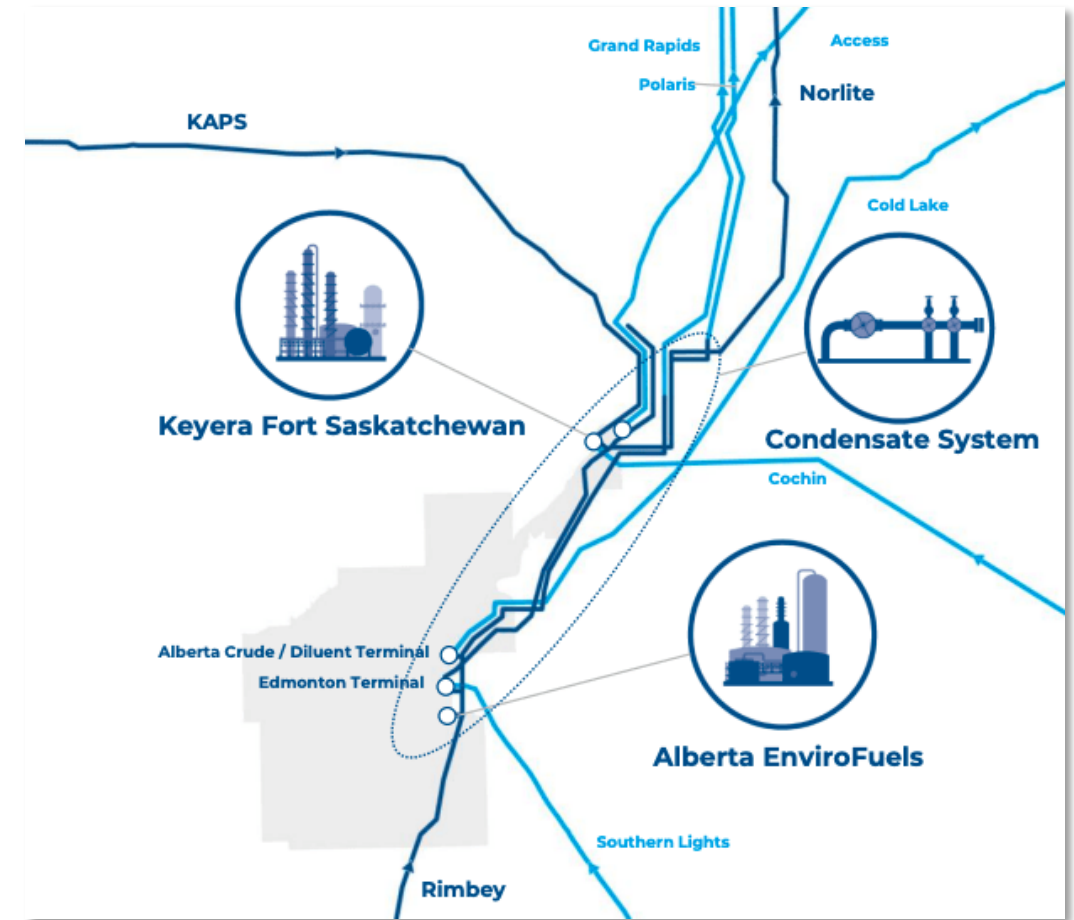 Grand Rapids
Access
Polaris
Norlite
KAPS
Cold Lake
Keyera Fort Saskatchewan
Condensate System
Cochin
Alberta Crude / Diluent Terminal
Edmonton Terminal
Alberta EnviroFuels
Southern Lights
Rimbey